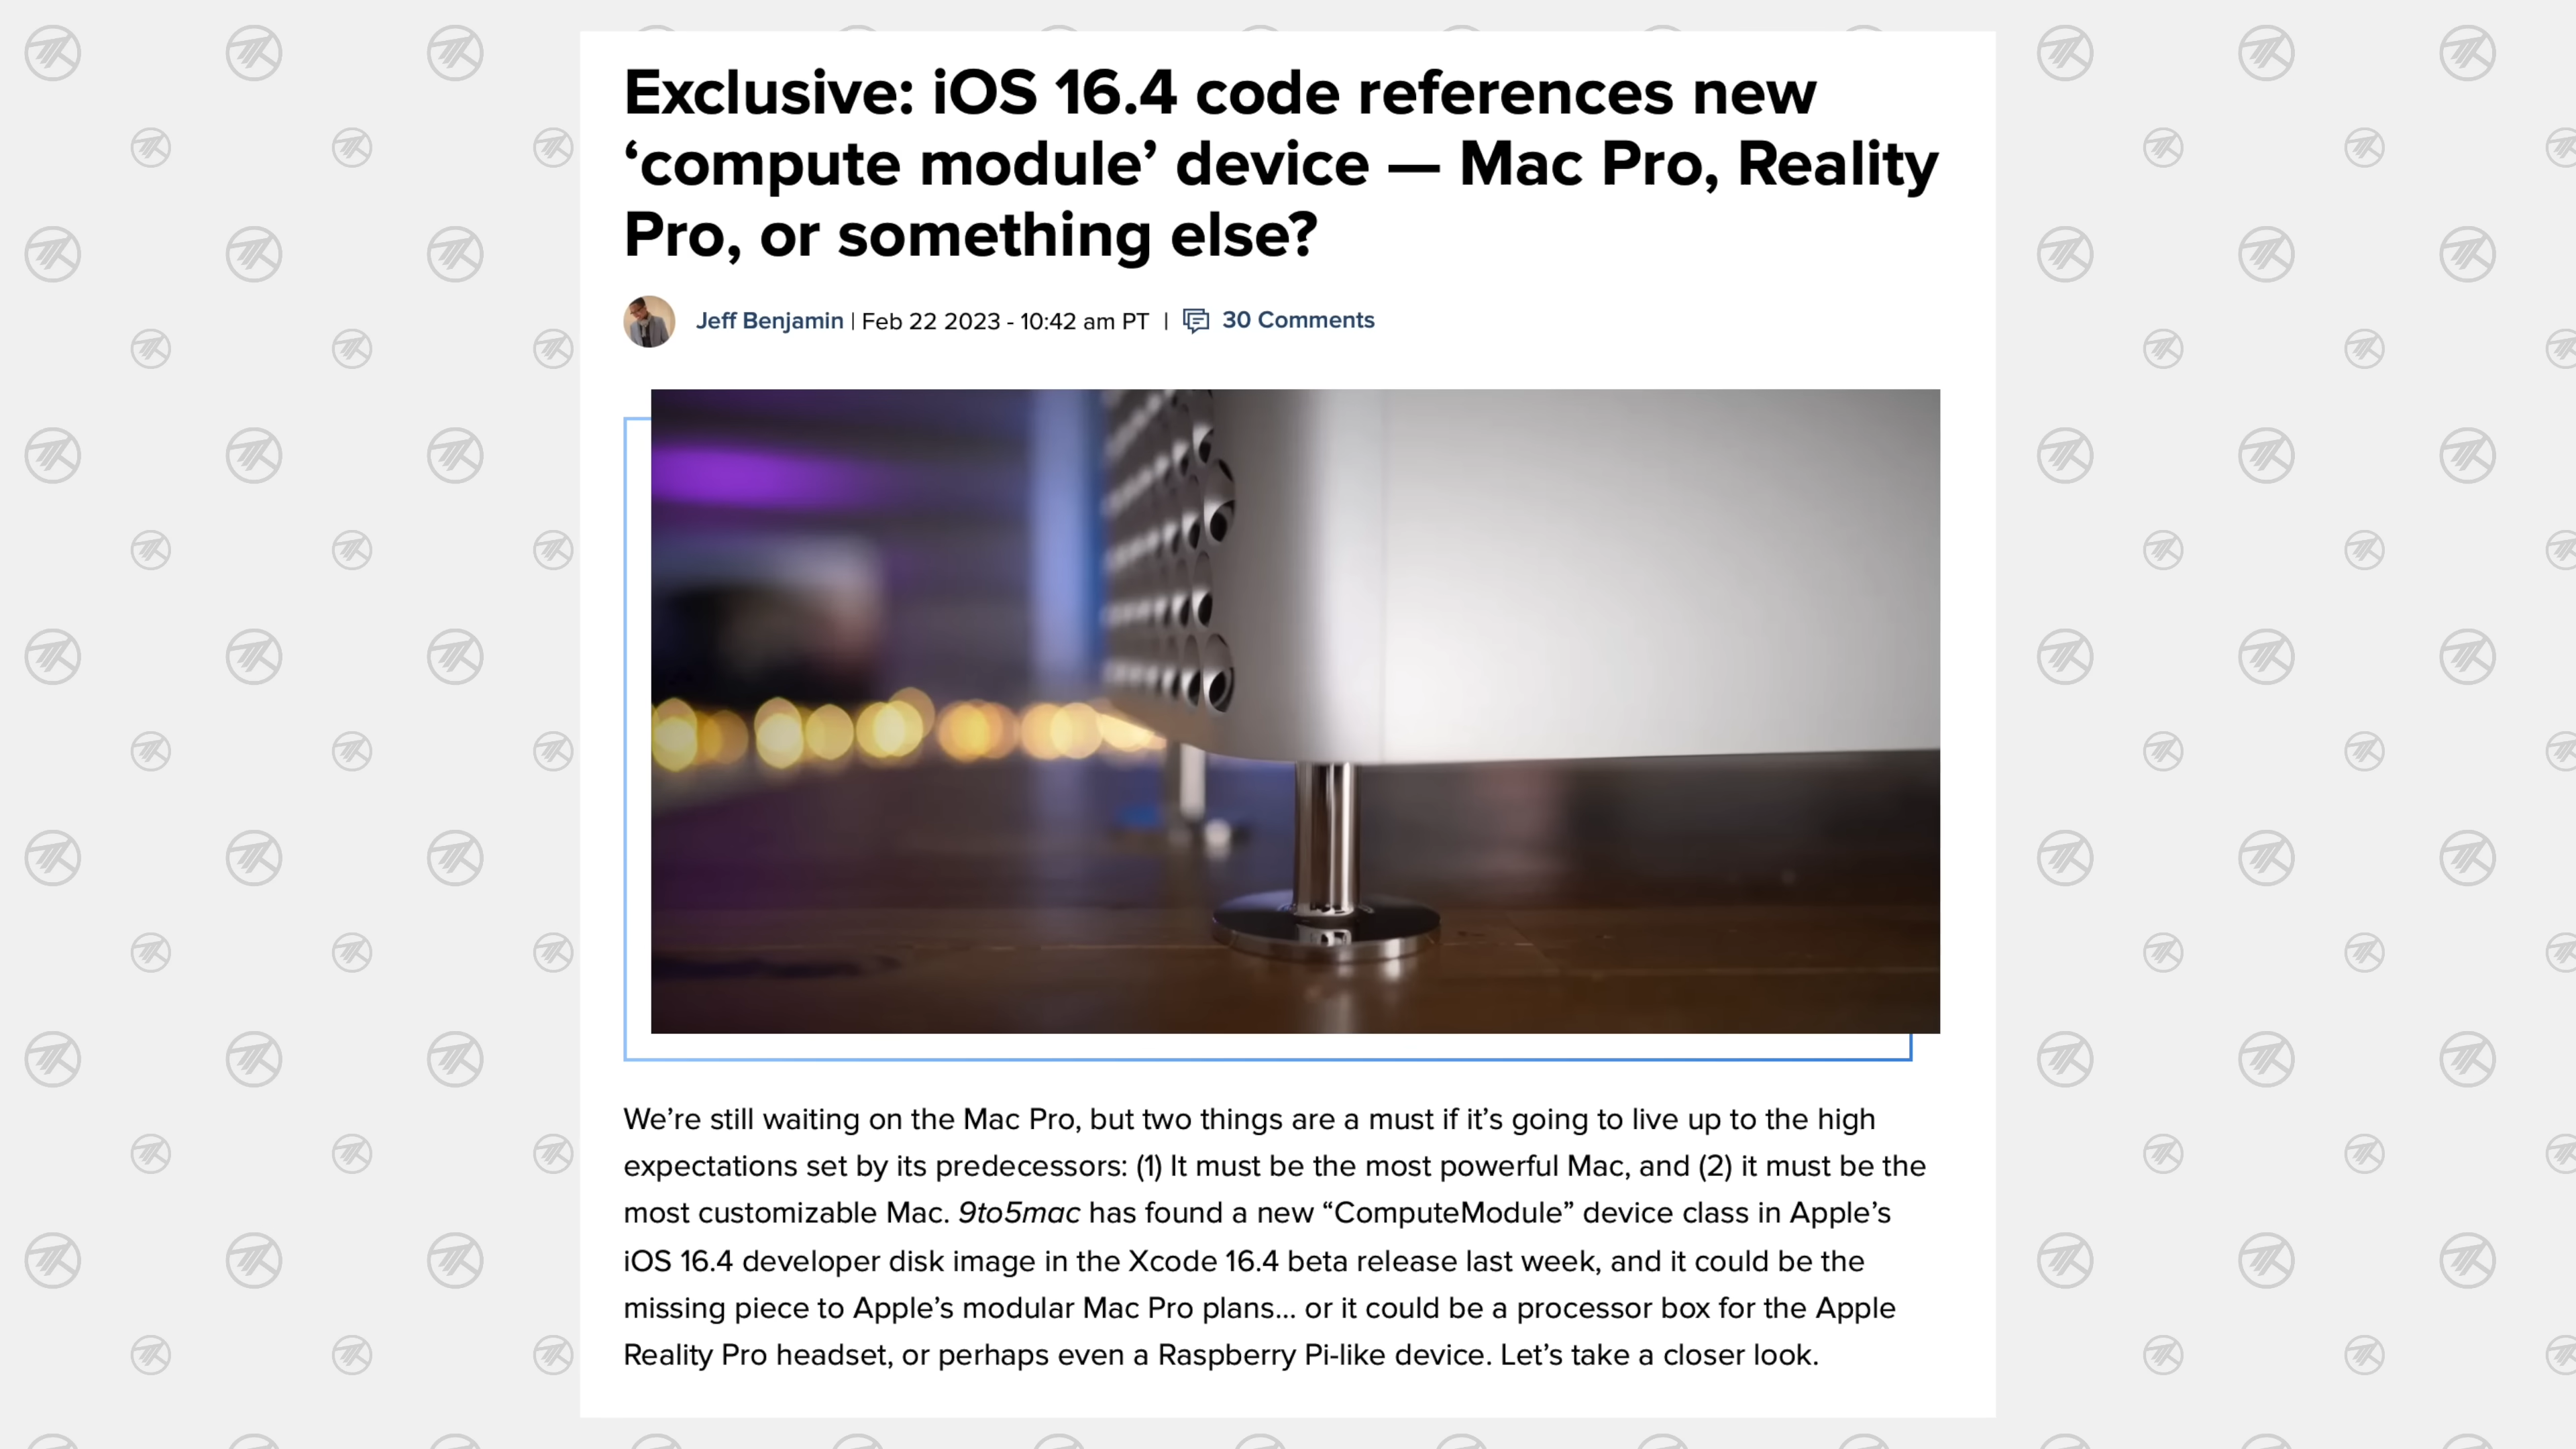 Exclusive: iOS 16.4 code references new
‘compute module’ device — Mac Pro, Reality
Pro, or something else?
Jeff Benjamin | Feb 22 2023 - 10:42 am PT | 30 Comments
We’re still waiting on the Mac Pro, but two things are a must if it’s going to live up to the high
expectations set by its predecessors: (1) It must be the most powerful Mac, and (2) it must be the
most customizable Mac. 9to5mac has found a new “ComputeModule” device class in Apple’s
iOS 16.4 developer disk image in the Xcode 16.4 beta release last week, and it could be the
missing piece to Apple’s modular Mac Pro plans… or it could be a processor box for the Apple
Reality Pro headset, or perhaps even a Raspberry Pi-like device. Let’s take a closer look.